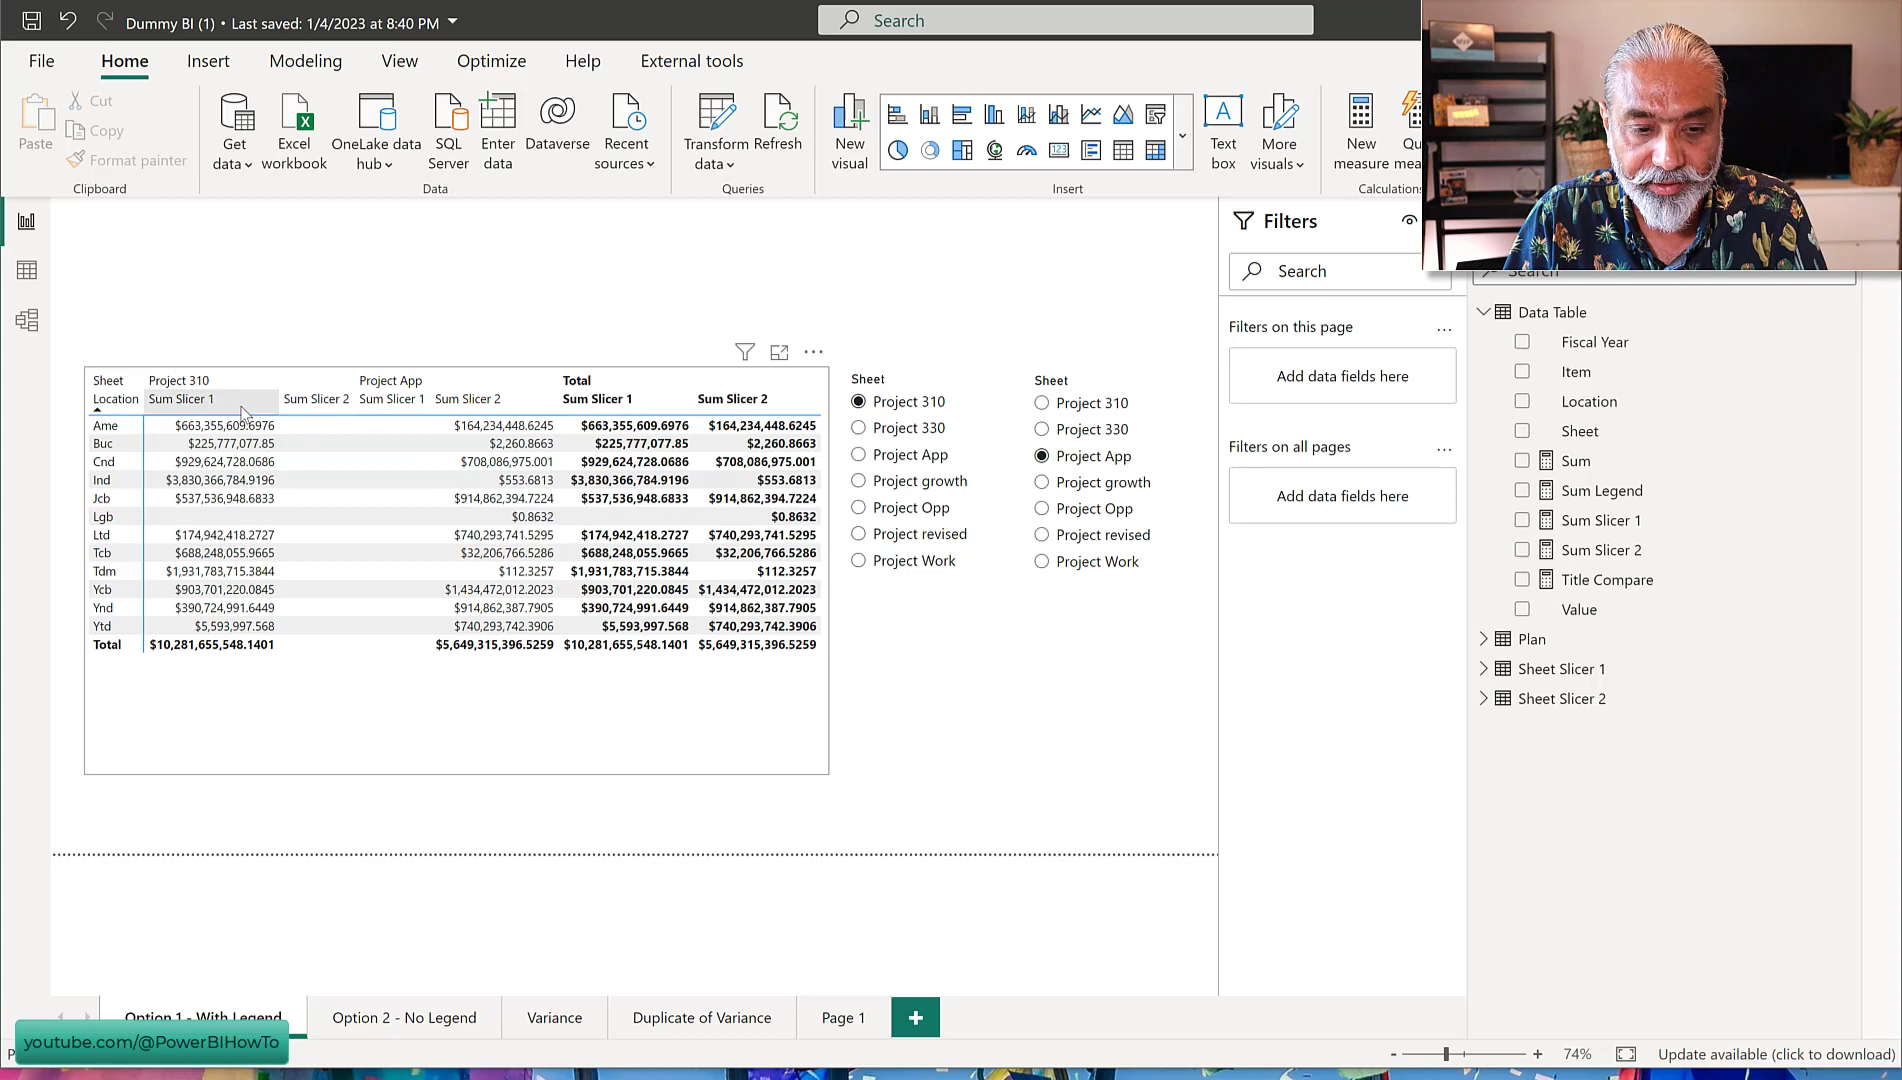 Dummy BI (1) • Last saved: 1/4/2023 at 8:40 PM
Search
File Home Insert Modeling View Optimize Help External tools
Paste
Cut
Copy
Format painter
Clipboard
Get data
Excel workbook
OneLake data hub
SQL Server
Enter data
Dataverse
Recent sources
Data
Transform data
Refresh
Queries
New visual
Insert
Text box
More visuals
New measure
Calculations
Sheet Project 310 Project App Total
Location Sum Slicer 1 Sum Slicer 2 Sum Slicer 1 Sum Slicer 2 Sum Slicer 1 Sum Slicer 2
Ame $663,355,609.6976 $164,234,448.6245 $663,355,609.6976 $164,234,448.6245
Buc $225,777,077.85 $2,260.8663 $225,777,077.85 $2,260.8663
Cnd $929,624,728.0686 $708,086,975.001 $929,624,728.0686 $708,086,975.001
Ind $3,830,366,784.9196 $553.6813 $3,830,366,784.9196 $553.6813
Jcb $537,536,948.6833 $914,862,394.7224 $537,536,948.6833 $914,862,394.7224
Lgb $0.8632 $0.8632
Ltd $174,942,418.2727 $740,293,741.5295 $174,942,418.2727 $740,293,741.5295
Tcb $688,248,055.9665 $32,206,766.5286 $688,248,055.9665 $32,206,766.5286
Tdm $1,931,783,715.3844 $112.3257 $1,931,783,715.3844 $112.3257
Ycb $903,701,220.0845 $1,434,472,012.2023 $903,701,220.0845 $1,434,472,012.2023
Ynd $390,724,991.6449 $914,862,387.7905 $390,724,991.6449 $914,862,387.7905
Ytd $5,593,997.568 $740,293,742.3906 $5,593,997.568 $740,293,742.3906
Total $10,281,655,548.1401 $5,649,315,396.5259 $10,281,655,548.1401 $5,649,315,396.5259
Sheet
Project 310
Project 330
Project App
Project growth
Project Opp
Project revised
Project Work
Sheet
Project 310
Project 330
Project App
Project growth
Project Opp
Project revised
Project Work
Filters
Search
Filters on this page ...
Add data fields here
Filters on all pages ...
Add data fields here
Search
Data Table
Fiscal Year
Item
Location
Sheet
Sum
Sum Legend
Sum Slicer 1
Sum Slicer 2
Title Compare
Value
Plan
Sheet Slicer 1
Sheet Slicer 2
Option 1 - With Legend Option 2 - No Legend Variance Duplicate of Variance Page 1 +
youtube.com/@PowerBIHowTo
- + 74% Update available (click to download)